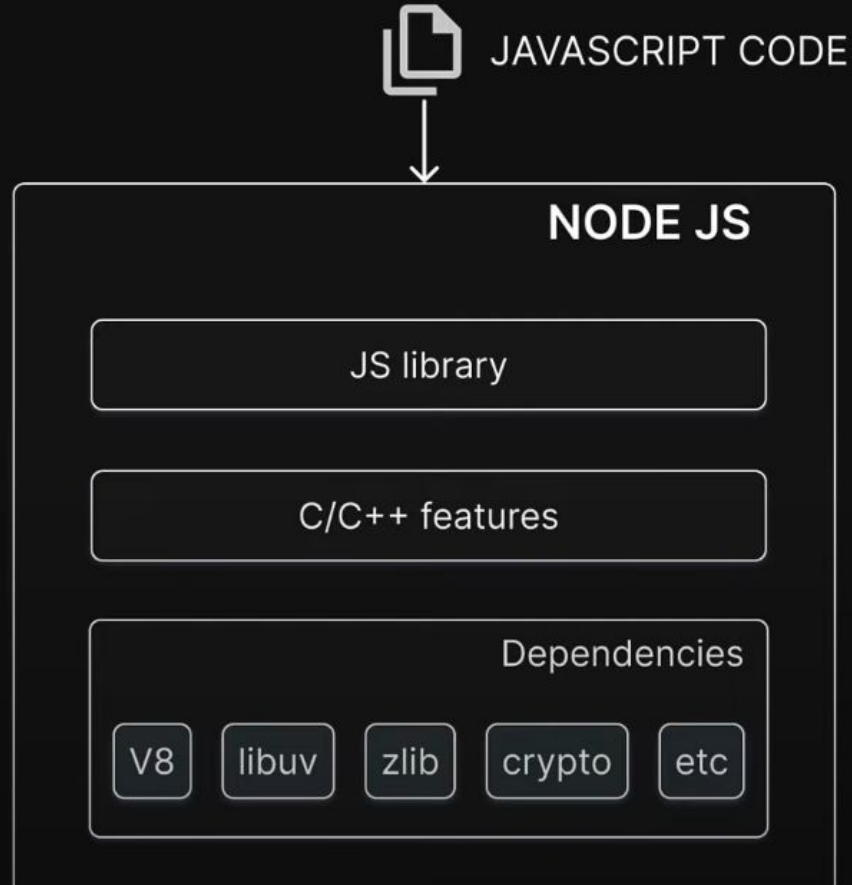 JAVASCRIPT CODE
NODE JS
JS library
C/C++ features
Dependencies
V8 libuv zlib crypto etc